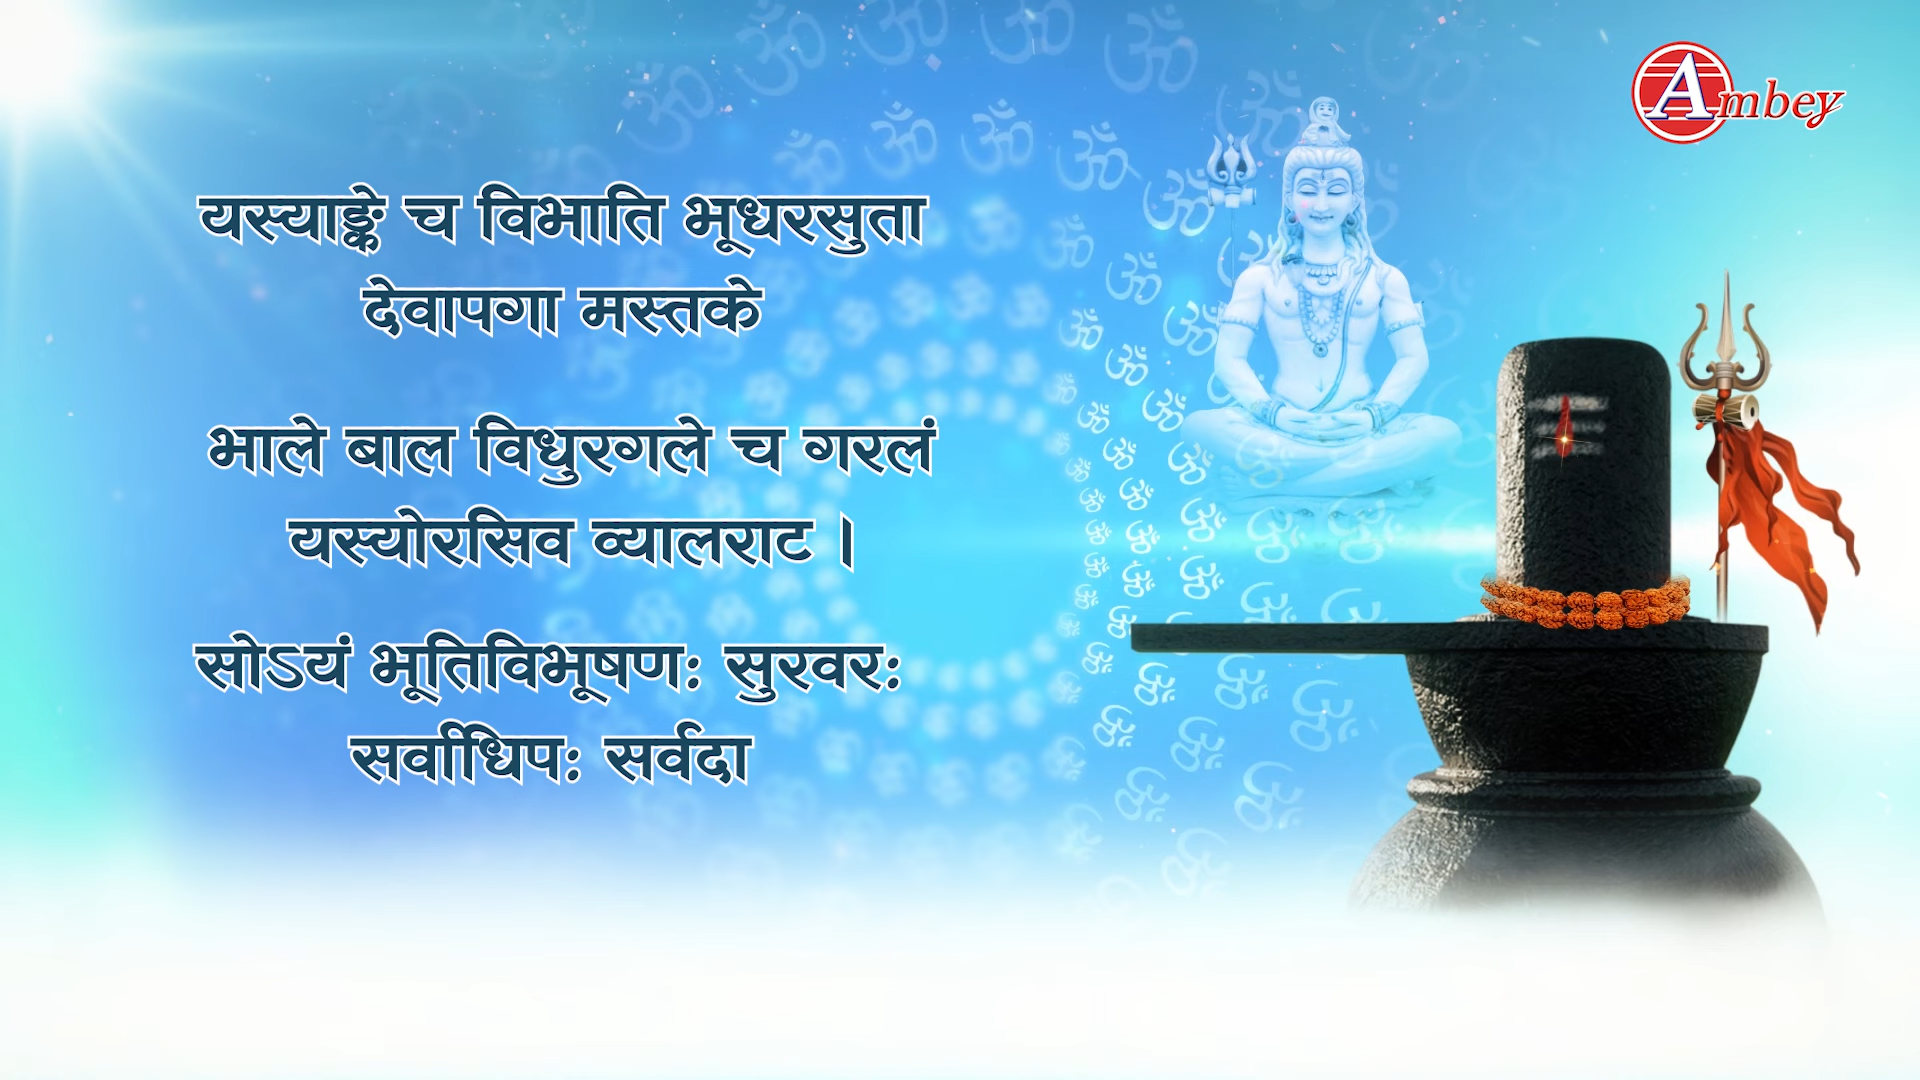 Ambey
यस्याङ्के च विभाति भूधरसुता
देवापगा मस्तके
भाले बाल विधुरगले च गरलं
यस्योरसिव व्यालराट ।
सोऽयं भूतिविभूषणः सुरवरः
सर्वाधिपः सर्वदा